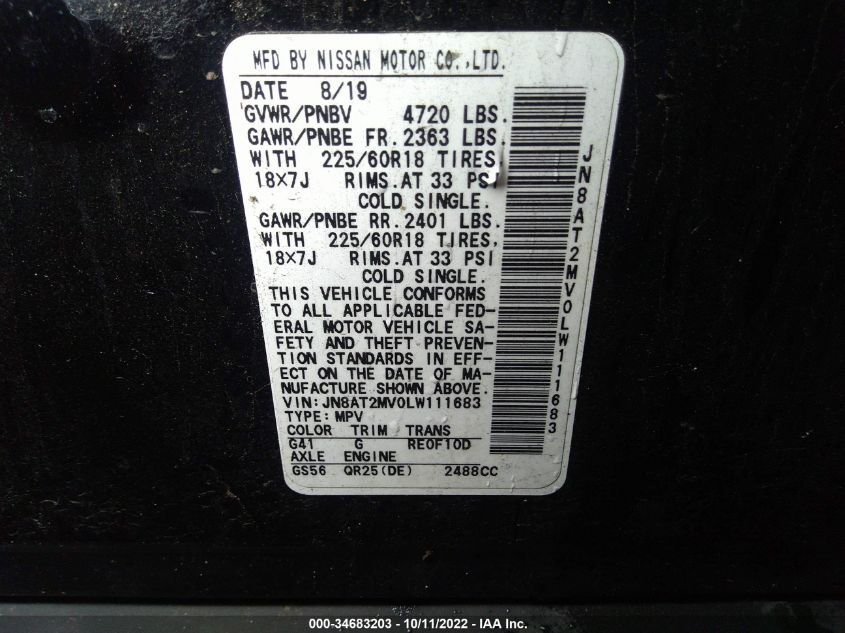 MFD BY NISSAN MOTOR CO.,LTD.
DATE 8/19
GVWR/PNBV 4720 LBS.
GAWR/PNBE FR. 2363 LBS.
WITH 225/60R18 TIRES,
18X7J RIMS.AT 33 PSI
COLD SINGLE.
GAWR/PNBE RR. 2401 LBS.
WITH 225/60R18 TIRES,
18X7J RIMS.AT 33 PSI
COLD SINGLE.
THIS VEHICLE CONFORMS
TO ALL APPLICABLE FED-
ERAL MOTOR VEHICLE SA-
FETY AND THEFT PREVEN-
TION STANDARDS IN EFF-
ECT ON THE DATE OF MA-
NUFACTURE SHOWN ABOVE.
VIN:JN8AT2MV0LW111683
TYPE:MPV
COLOR TRIM TRANS
G41 G RE0F10D
AXLE ENGINE
GS56 QR25(DE) 2488CC
JN8AT2MV0LW111683
000-34683203 - 10/11/2022 - IAA Inc.